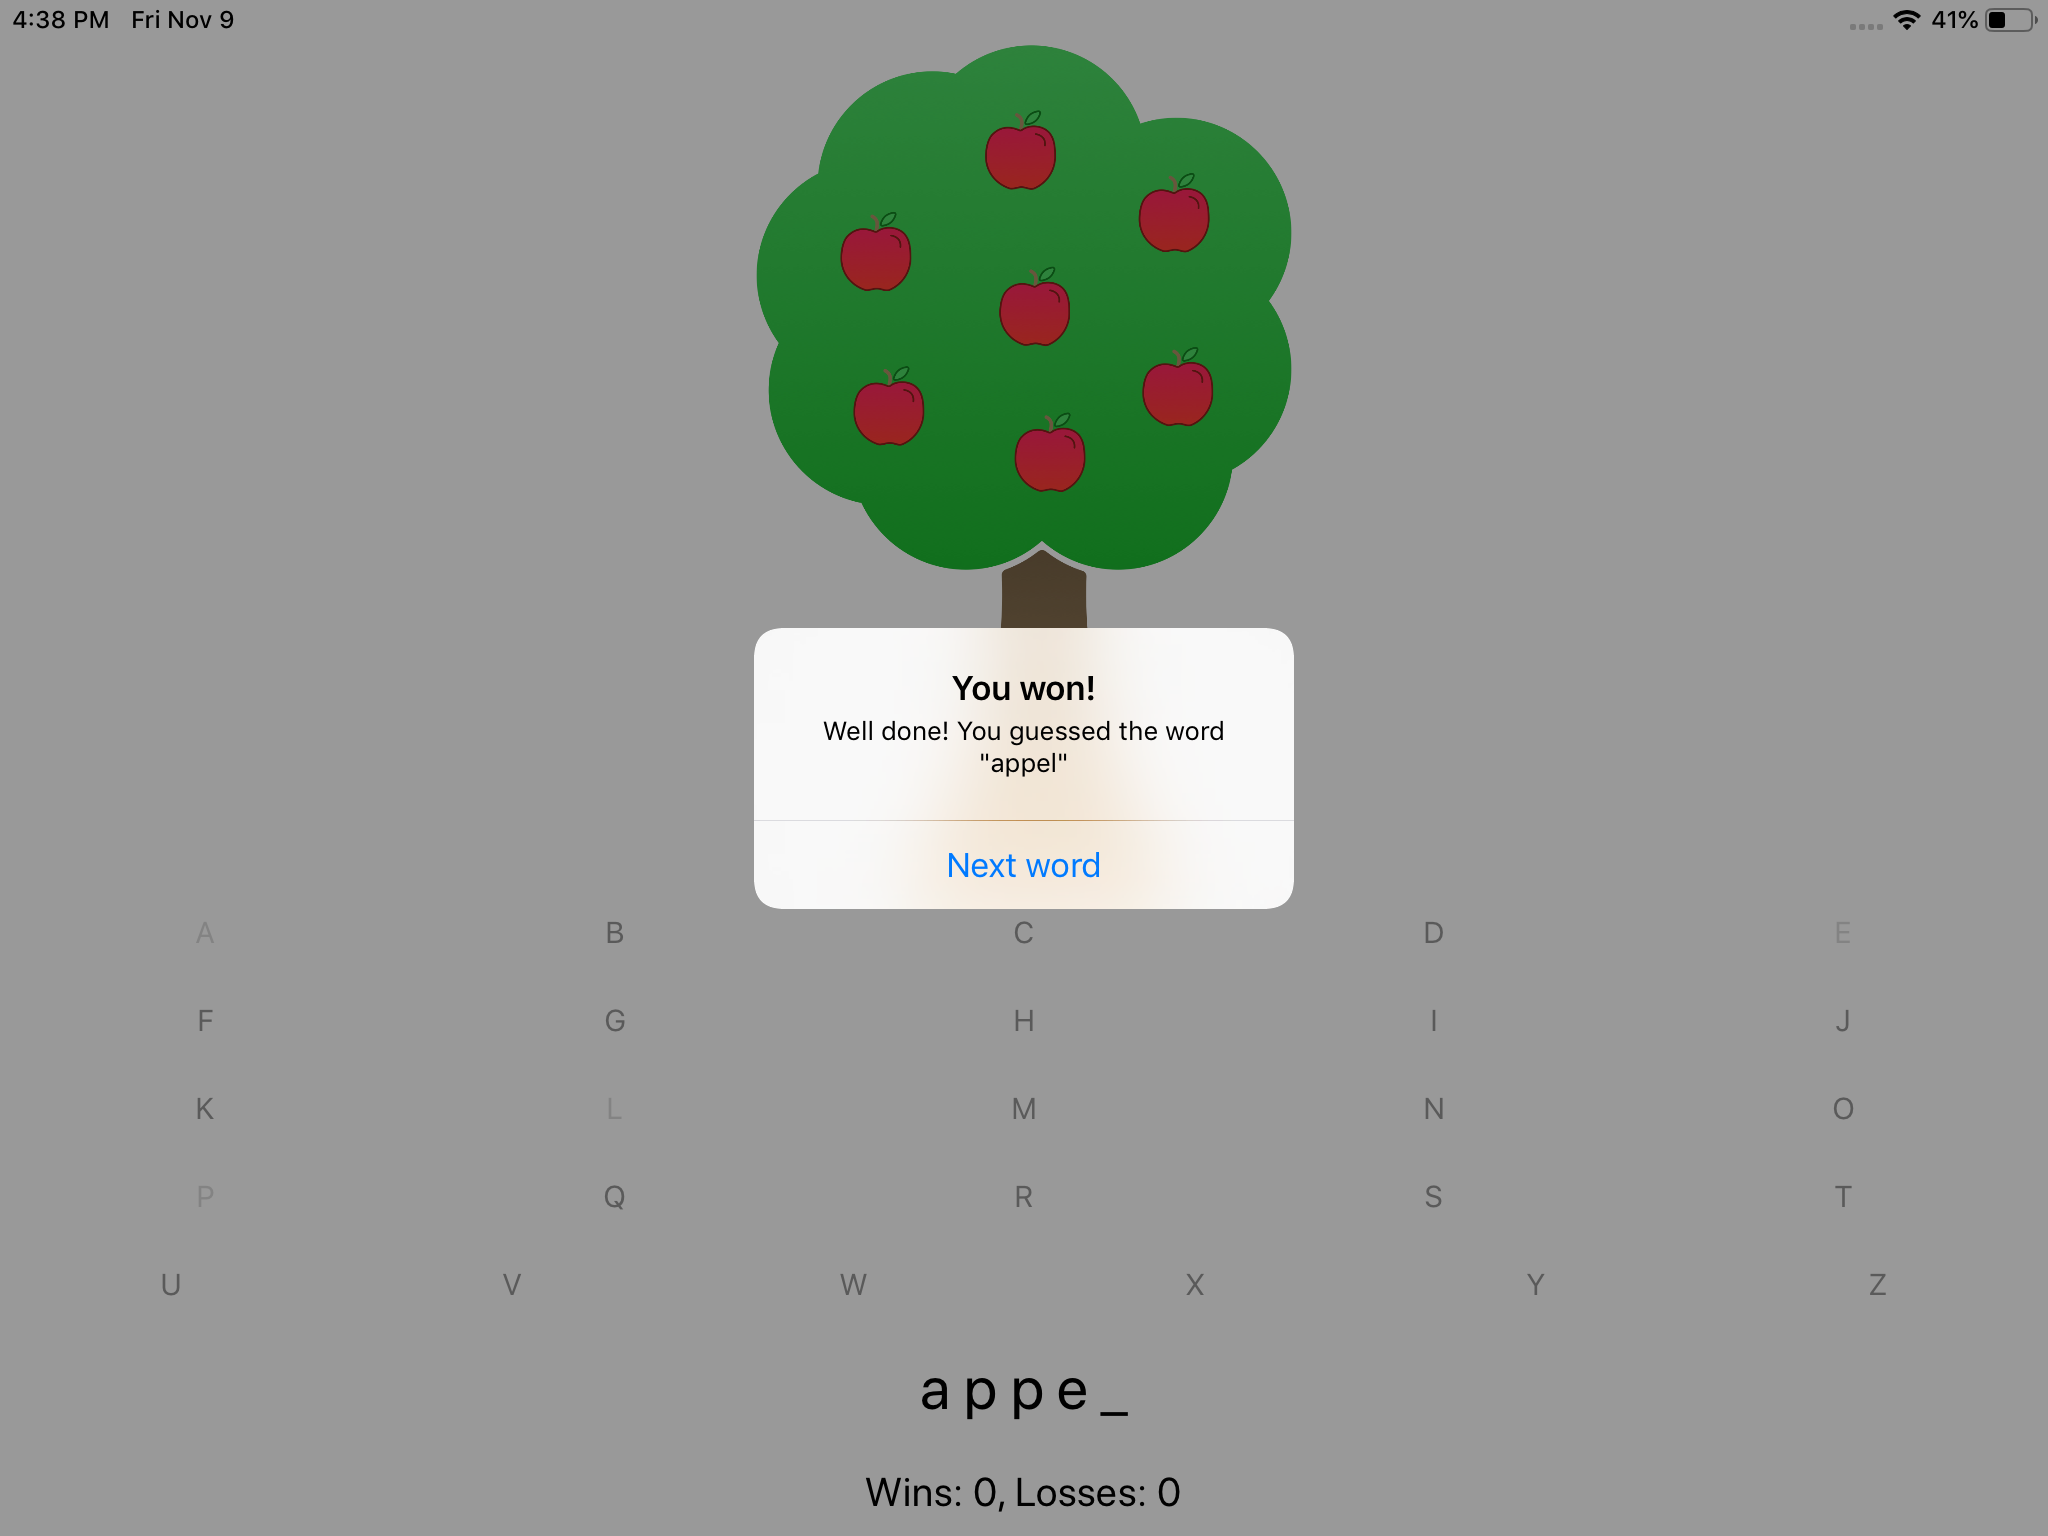 4:38 PM Fri Nov 9 41%
You won!
Well done! You guessed the word
"appel"
Next word
A B C D E
F G H I J
K L M N O
P Q R S T
U V W X Y Z
a p p e _
Wins: 0, Losses: 0